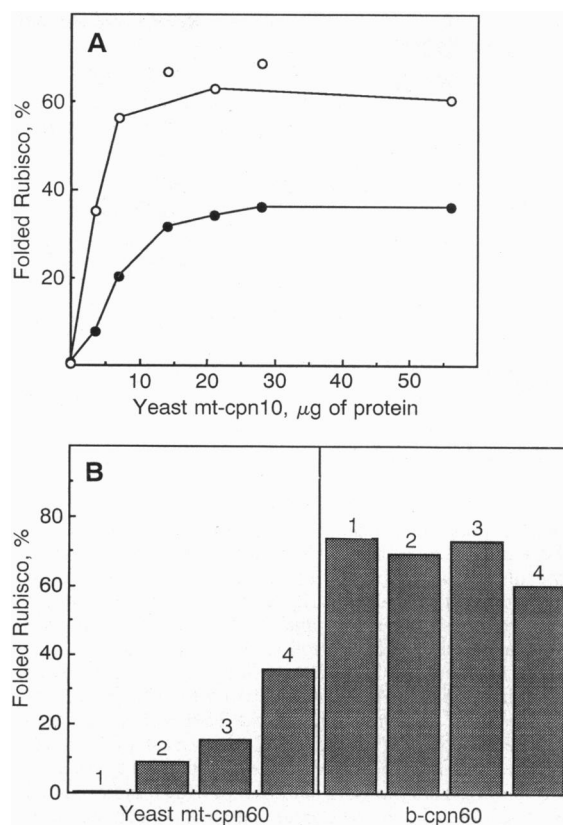 A
Folded Rubisco, %
60
40
20
10 20 30 40 50
Yeast mt-cpn10, μg of protein
B
Folded Rubisco, %
80
60
40
20
0
1
2
3
4
1
2
3
4
Yeast mt-cpn60
b-cpn60